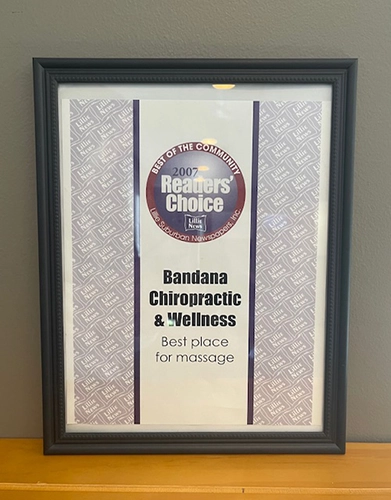 BEST OF THE COMMUNITY
2007
Readers'
Choice
Lillie
News
Lillie Suburban Newspapers, Inc
Bandana
Chiropractic
& Wellness
Best place
for massage